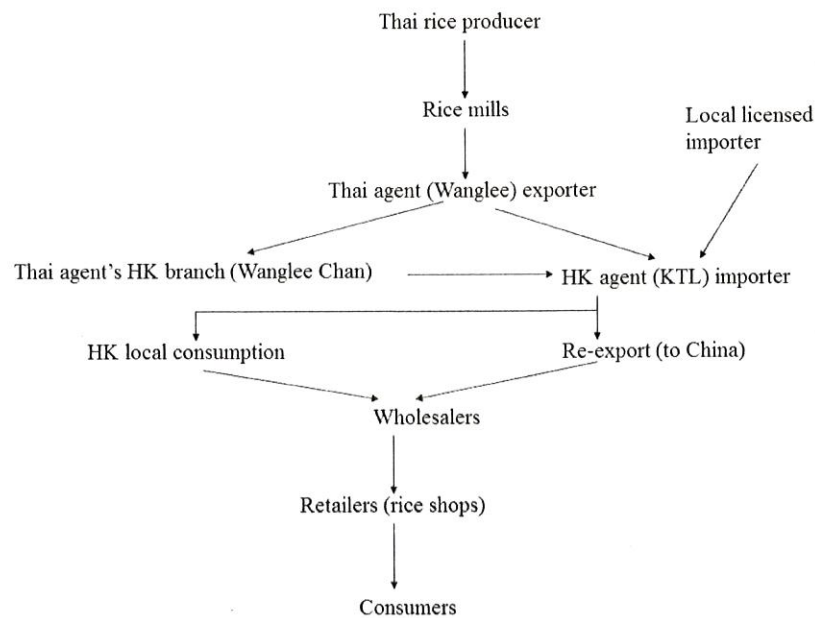 Thai rice producer
Rice mills
Local licensed
importer
Thai agent (Wanglee) exporter
Thai agent's HK branch (Wanglee Chan)
HK agent (KTL) importer
HK local consumption
Re-export (to China)
Wholesalers
Retailers (rice shops)
Consumers